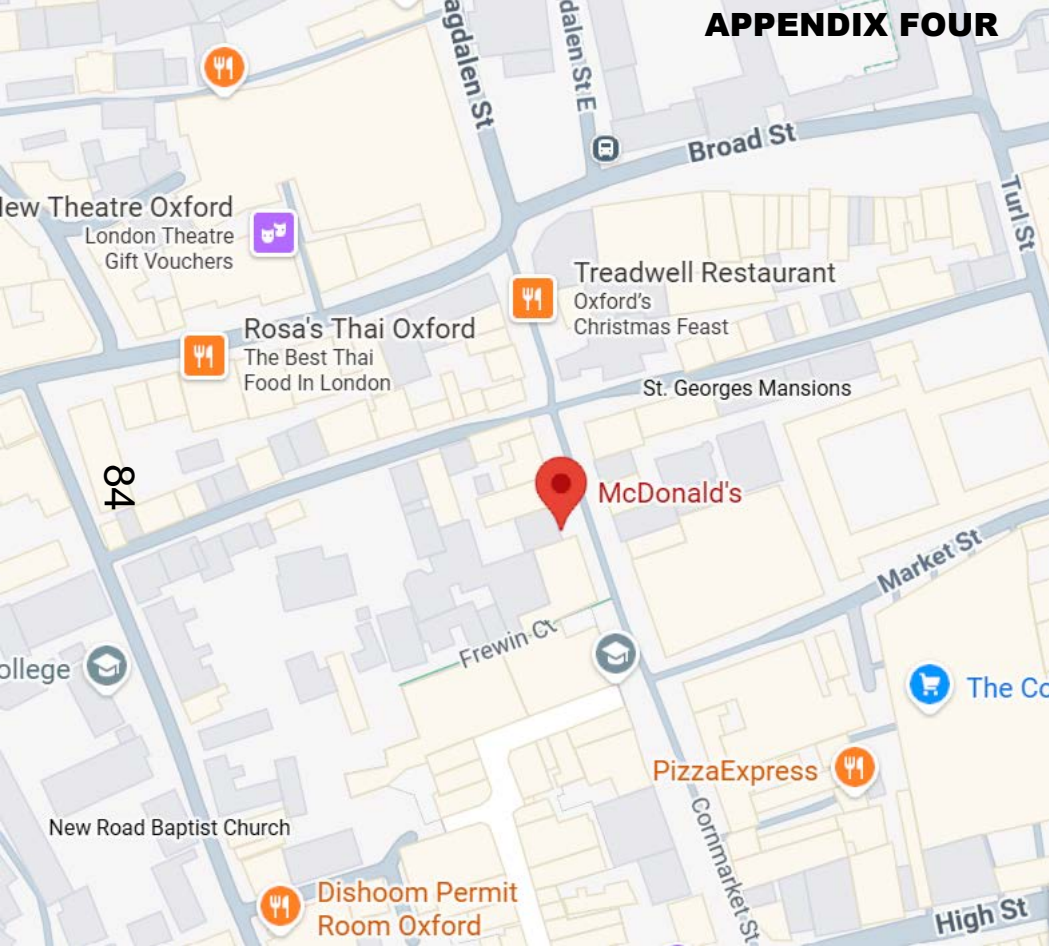 APPENDIX FOUR
agdalen St
dalen St E
Broad St
Turl St
New Theatre Oxford
London Theatre
Gift Vouchers
Treadwell Restaurant
Oxford's
Christmas Feast
Rosa's Thai Oxford
The Best Thai
Food In London
St. Georges Mansions
84
McDonald's
Market St
Frewin Ct
ollege
The Co
PizzaExpress
Cornmarket St
New Road Baptist Church
Dishoom Permit
Room Oxford
High St